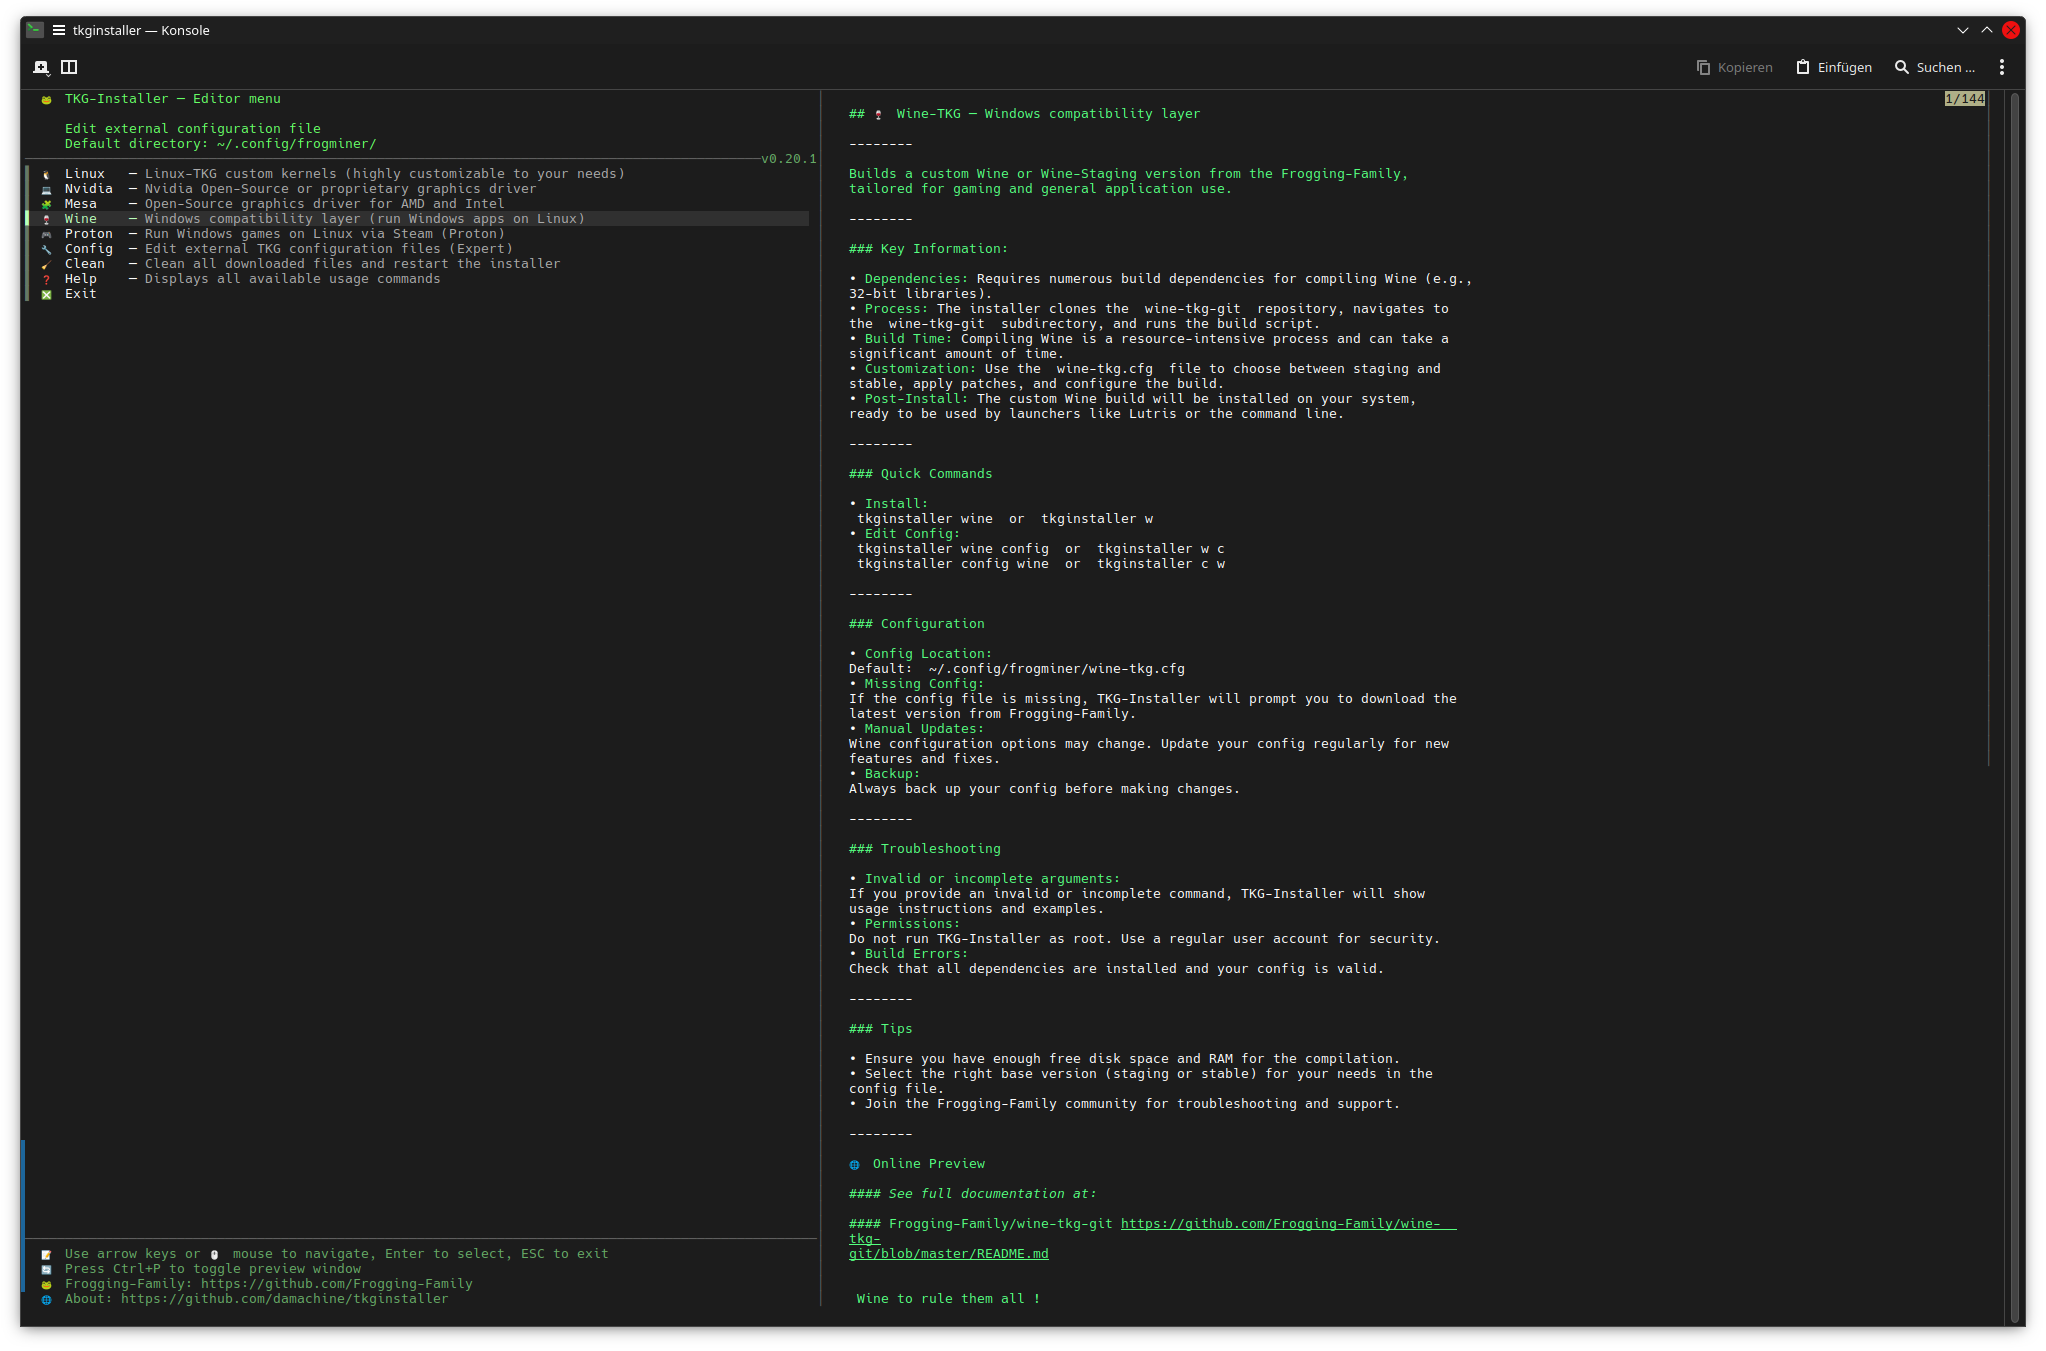 tkginstaller — Konsole
Kopieren Einfügen Suchen ...
TKG-Installer — Editor menu
Edit external configuration file
Default directory: ~/.config/frogminer/
v0.20.1
Linux — Linux-TKG custom kernels (highly customizable to your needs)
Nvidia — Nvidia Open-Source or proprietary graphics driver
Mesa — Open-Source graphics driver for AMD and Intel
Wine — Windows compatibility layer (run Windows apps on Linux)
Proton — Run Windows games on Linux via Steam (Proton)
Config — Edit external TKG configuration files (Expert)
Clean — Clean all downloaded files and restart the installer
Help — Displays all available usage commands
Exit
Use arrow keys or mouse to navigate, Enter to select, ESC to exit
Press Ctrl+P to toggle preview window
Frogging-Family: https://github.com/Frogging-Family
About: https://github.com/damachine/tkginstaller
1/144
## Wine-TKG — Windows compatibility layer
--------
Builds a custom Wine or Wine-Staging version from the Frogging-Family,
tailored for gaming and general application use.
--------
### Key Information:
• Dependencies: Requires numerous build dependencies for compiling Wine (e.g.,
32-bit libraries).
• Process: The installer clones the wine-tkg-git repository, navigates to
the wine-tkg-git subdirectory, and runs the build script.
• Build Time: Compiling Wine is a resource-intensive process and can take a
significant amount of time.
• Customization: Use the wine-tkg.cfg file to choose between staging and
stable, apply patches, and configure the build.
• Post-Install: The custom Wine build will be installed on your system,
ready to be used by launchers like Lutris or the command line.
--------
### Quick Commands
• Install:
tkginstaller wine or tkginstaller w
• Edit Config:
tkginstaller wine config or tkginstaller w c
tkginstaller config wine or tkginstaller c w
--------
### Configuration
• Config Location:
Default: ~/.config/frogminer/wine-tkg.cfg
• Missing Config:
If the config file is missing, TKG-Installer will prompt you to download the
latest version from Frogging-Family.
• Manual Updates:
Wine configuration options may change. Update your config regularly for new
features and fixes.
• Backup:
Always back up your config before making changes.
--------
### Troubleshooting
• Invalid or incomplete arguments:
If you provide an invalid or incomplete command, TKG-Installer will show
usage instructions and examples.
• Permissions:
Do not run TKG-Installer as root. Use a regular user account for security.
• Build Errors:
Check that all dependencies are installed and your config is valid.
--------
### Tips
• Ensure you have enough free disk space and RAM for the compilation.
• Select the right base version (staging or stable) for your needs in the
config file.
• Join the Frogging-Family community for troubleshooting and support.
--------
Online Preview
#### See full documentation at:
#### Frogging-Family/wine-tkg-git https://github.com/Frogging-Family/wine-
tkg-
git/blob/master/README.md
Wine to rule them all !